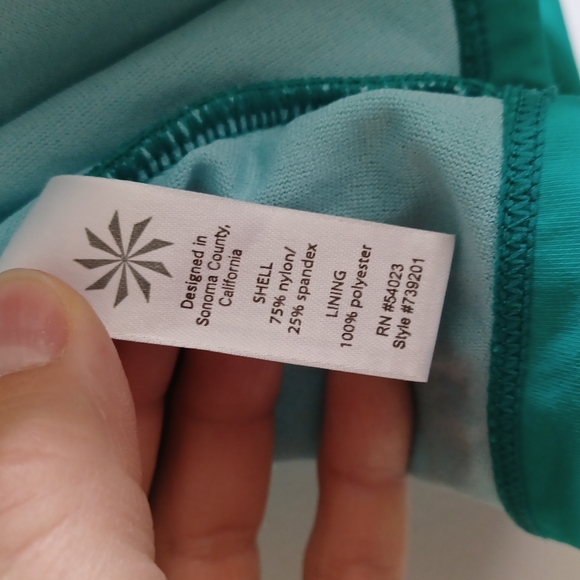 Designed in
Sonoma County,
California
SHELL
75% nylon/
25% spandex
LINING
100% polyester
RN #54023
Style #739201